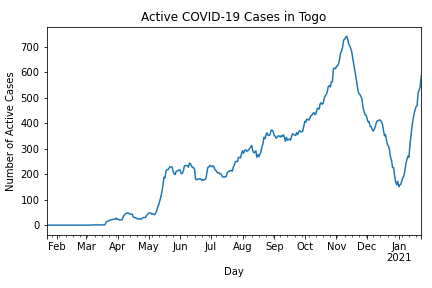 Active COVID-19 Cases in Togo
Number of Active Cases
700
600
500
400
300
200
100
0
Feb Mar Apr May Jun Jul Aug Sep Oct Nov Dec Jan
2021
Day